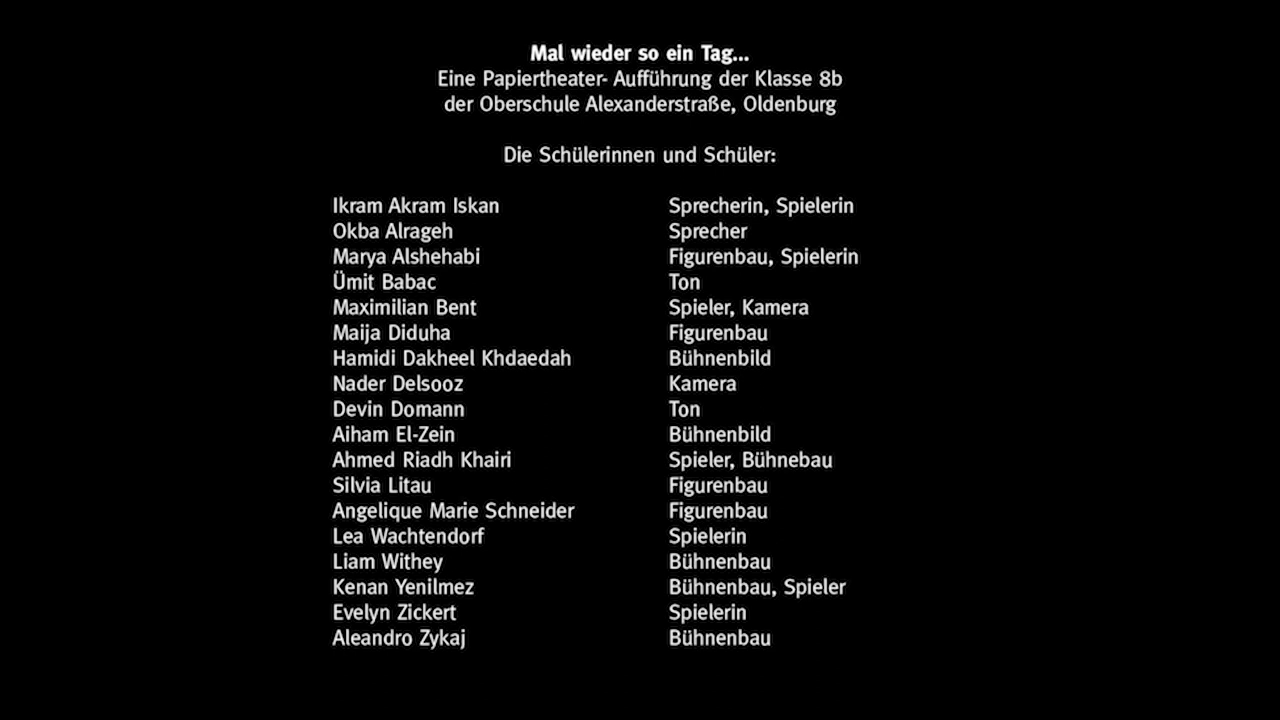 Mal wieder so ein Tag...
Eine Papiertheater- Aufführung der Klasse 8b
der Oberschule Alexanderstraße, Oldenburg
Die Schülerinnen und Schüler:
Ikram Akram Iskan Sprecherin, Spielerin
Okba Alrageh Sprecher
Marya Alshehabi Figurenbau, Spielerin
Ümit Babac Ton
Maximilian Bent Spieler, Kamera
Maija Diduha Figurenbau
Hamidi Dakheel Khdaedah Bühnenbild
Nader Delsooz Kamera
Devin Domann Ton
Aiham El-Zein Bühnenbild
Ahmed Riadh Khairi Spieler, Bühnebau
Silvia Litau Figurenbau
Angelique Marie Schneider Figurenbau
Lea Wachtendorf Spielerin
Liam Withey Bühnenbau
Kenan Yenilmez Bühnenbau, Spieler
Evelyn Zickert Spielerin
Aleandro Zykaj Bühnenbau